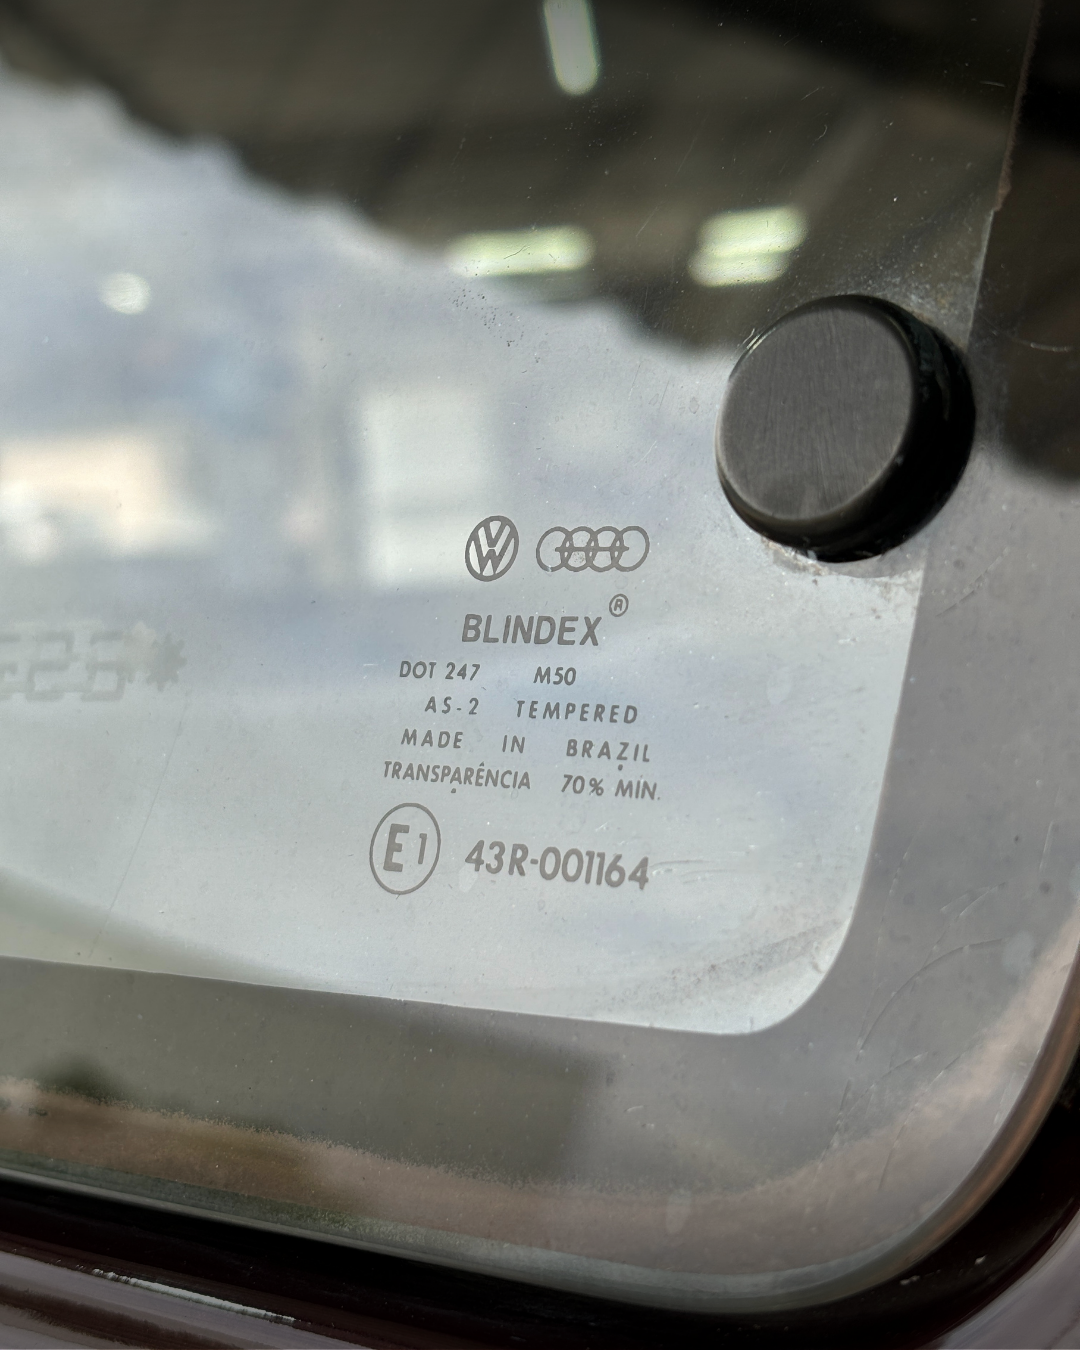 BLINDEX®
DOT 247 M50
AS-2 TEMPERED
MADE IN BRAZIL
TRANSPARÊNCIA 70% MIN.
E1 43R-001164